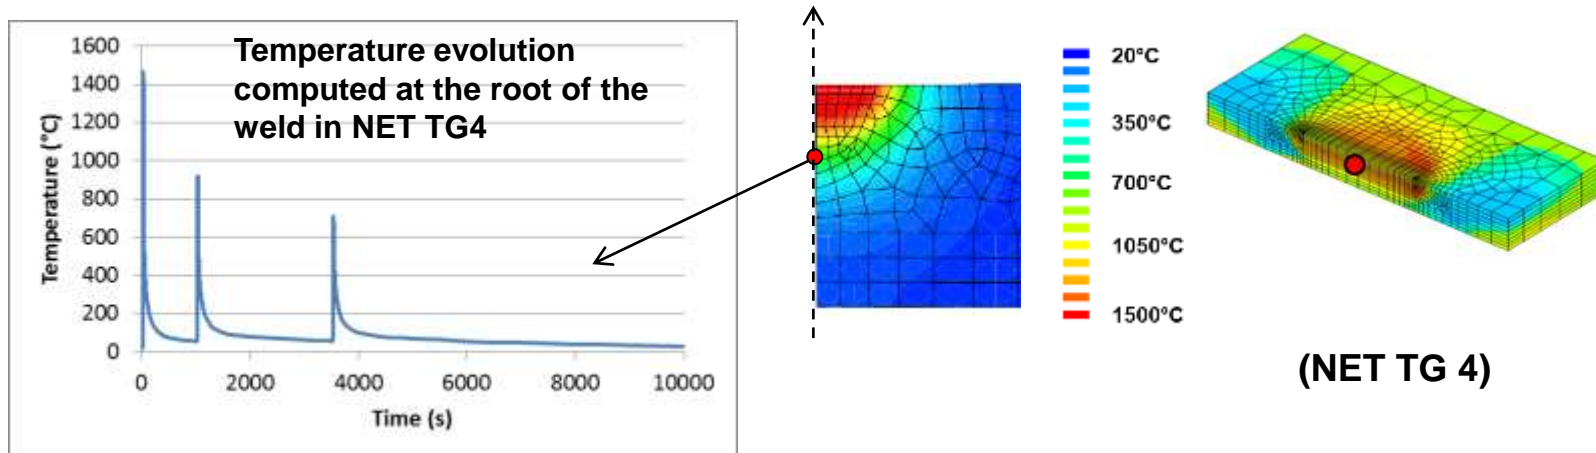 Temperature evolution
computed at the root of the
weld in NET TG4
1600
1400
1200
1000
800
600
400
200
0
Temperature (°C)
0 2000 4000 6000 8000 10000
Time (s)
20°C
350°C
700°C
1050°C
1500°C
(NET TG 4)